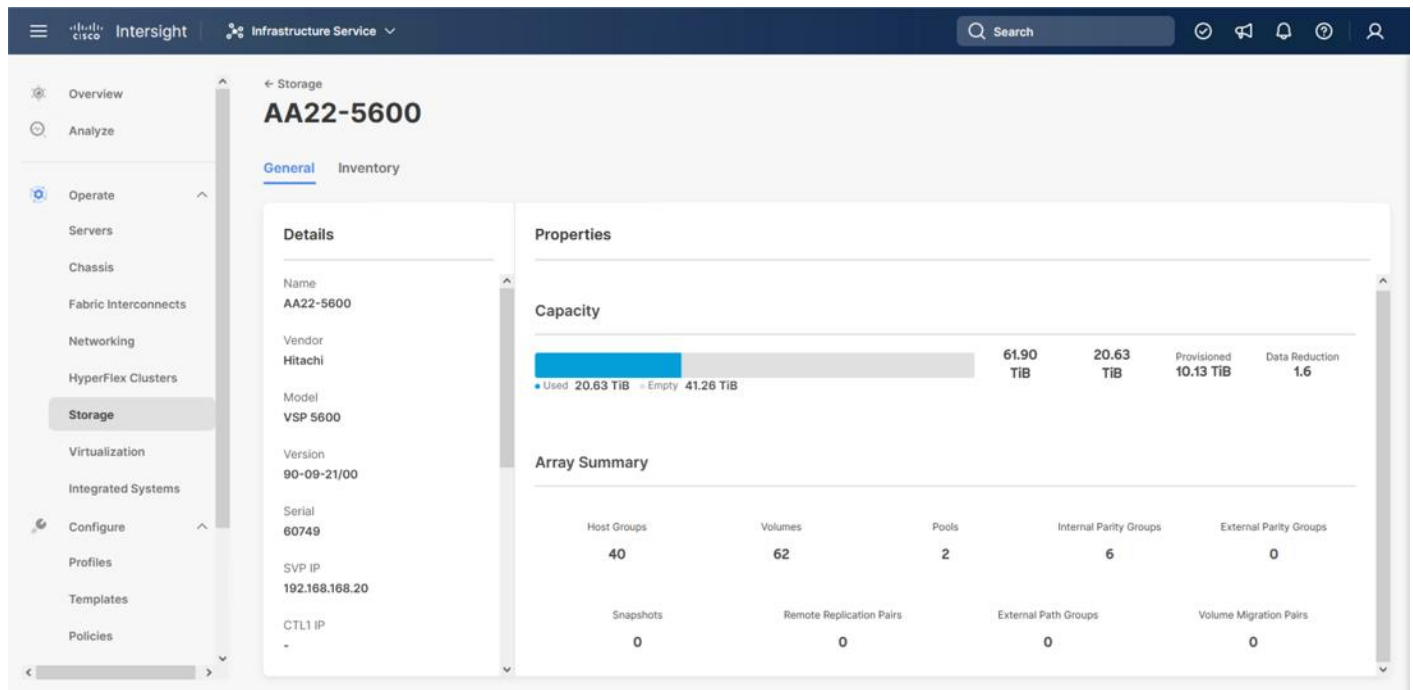 cisco Intersight Infrastructure Service Search
Overview
Analyze
Operate
Servers
Chassis
Fabric Interconnects
Networking
HyperFlex Clusters
Storage
Virtualization
Integrated Systems
Configure
Profiles
Templates
Policies
← Storage
AA22-5600
General Inventory
Details
Name
AA22-5600
Vendor
Hitachi
Model
VSP 5600
Version
90-09-21/00
Serial
60749
SVP IP
192.168.168.20
CTL1 IP
-
Properties
Capacity
61.90 TiB
20.63 TiB
Provisioned
10.13 TiB
Data Reduction
1.6
Used 20.63 TiB Empty 41.26 TiB
Array Summary
Host Groups Volumes Pools Internal Parity Groups External Parity Groups
40 62 2 6 0
Snapshots Remote Replication Pairs External Path Groups Volume Migration Pairs
0 0 0 0